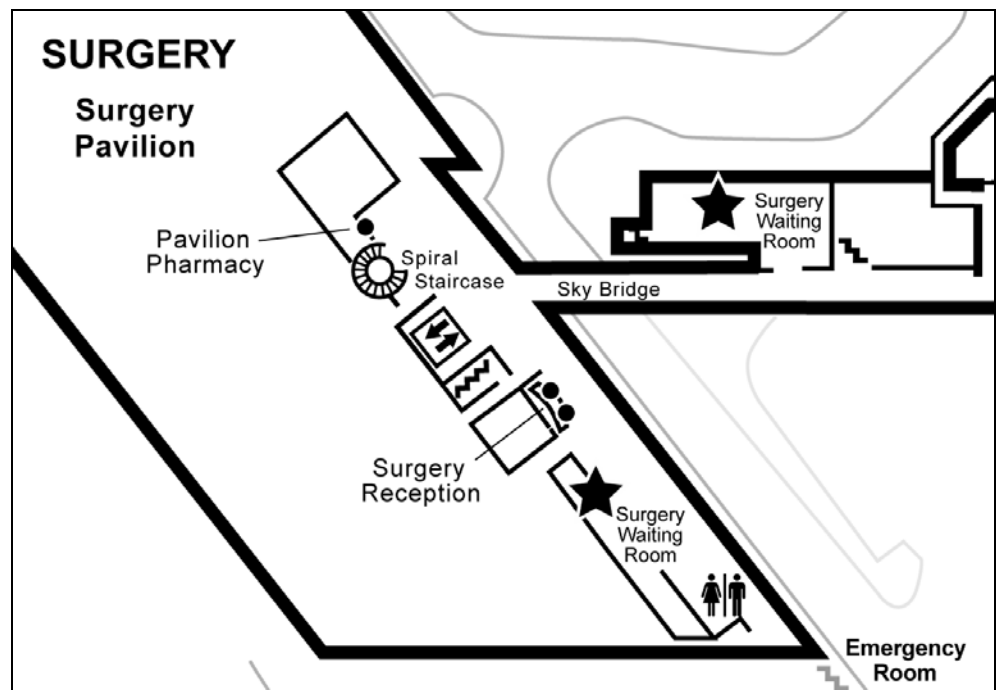 SURGERY
Surgery
Pavilion
Pavilion
Pharmacy
Spiral
Staircase
Surgery
Waiting
Room
Sky Bridge
Surgery
Reception
Surgery
Waiting
Room
Emergency
Room